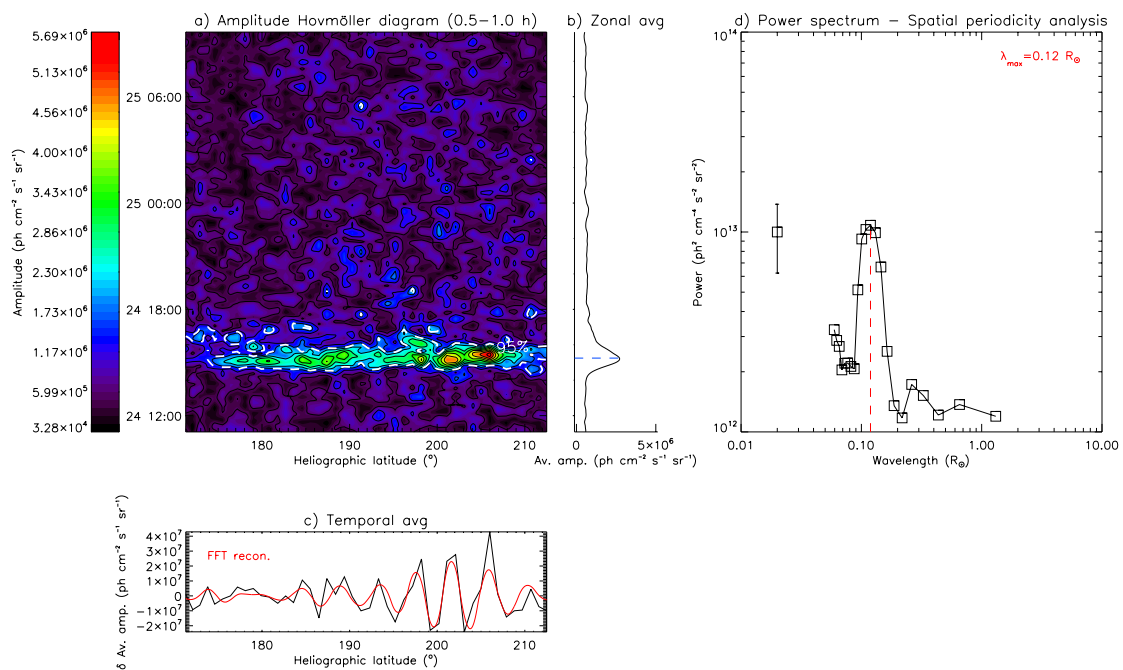 a) Amplitude Hovmöller diagram (0.5−1.0 h)
b) Zonal avg
d) Power spectrum − Spatial periodicity analysis
Amplitude (ph cm⁻² s⁻¹ sr⁻¹)
5.69×10⁶
5.13×10⁶
4.56×10⁶
4.00×10⁶
3.43×10⁶
2.86×10⁶
2.30×10⁶
1.73×10⁶
1.17×10⁶
5.99×10⁵
3.28×10⁴
25 06:00
25 00:00
24 18:00
24 12:00
95%
180 190 200 210
Heliographic latitude (°)
0 5×10⁶
Av. amp. (ph cm⁻² s⁻¹ sr⁻¹)
Power (ph² cm⁻⁴ s⁻² sr⁻²)
10¹⁴
10¹³
10¹²
λmax=0.12 R☉
0.01 0.10 1.00 10.00
Wavelength (R☉)
c) Temporal avg
δ Av. amp. (ph cm⁻² s⁻¹ sr⁻¹)
4×10⁷
3×10⁷
2×10⁷
1×10⁷
0
−1×10⁷
−2×10⁷
FFT recon.
180 190 200 210
Heliographic latitude (°)